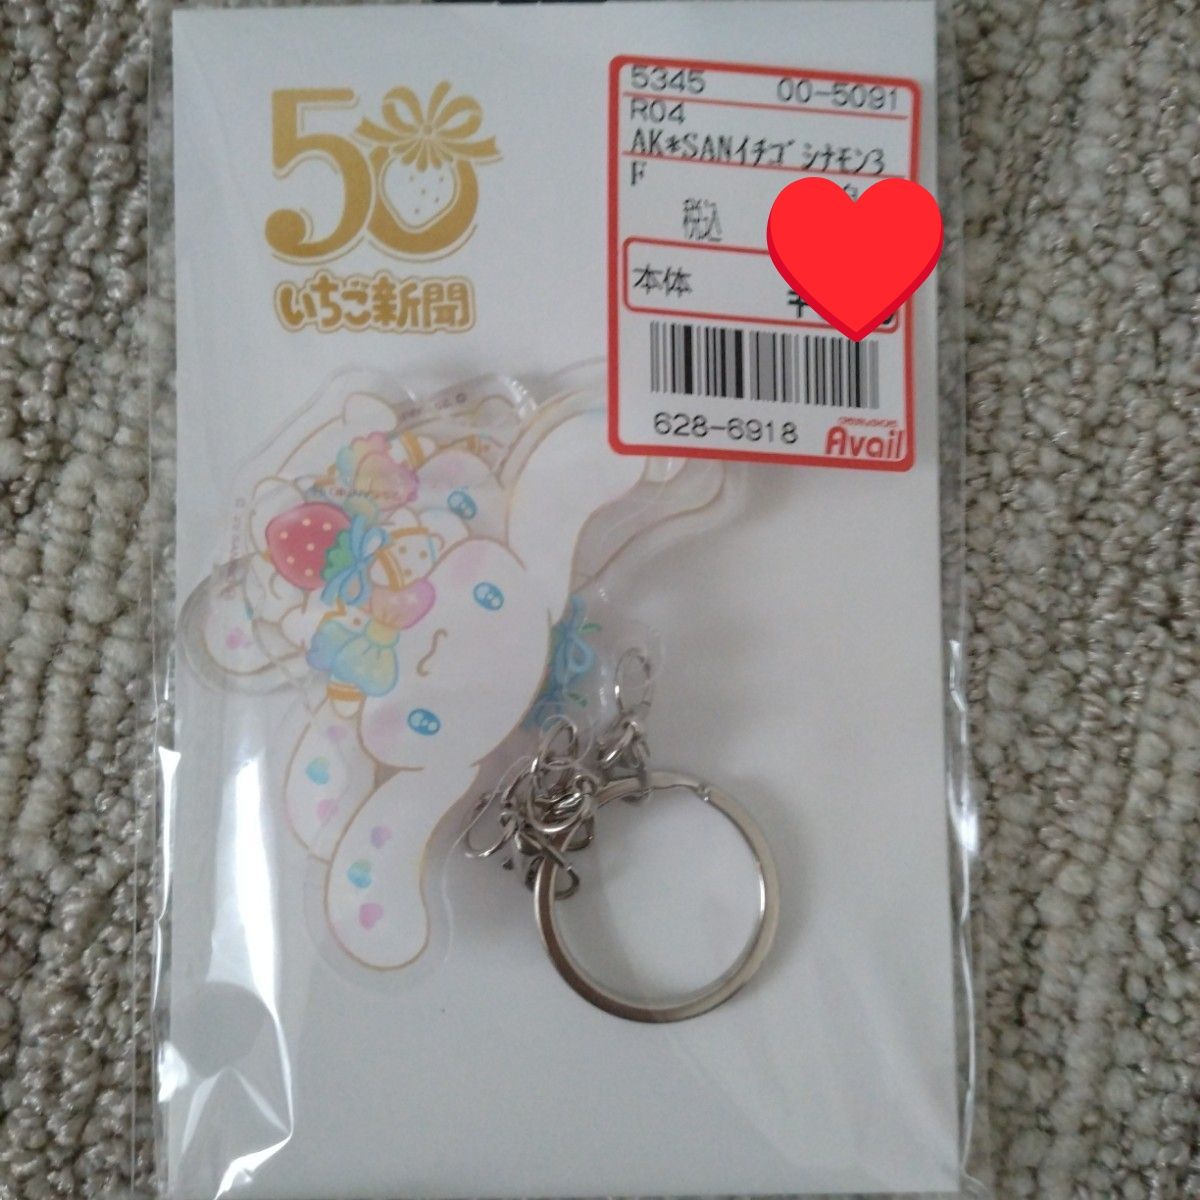 50
いちご新聞
5345 00-5091
R04
AK*SANイチゴ シナモン3
F
税込
本体 ¥
628-6918
Avail